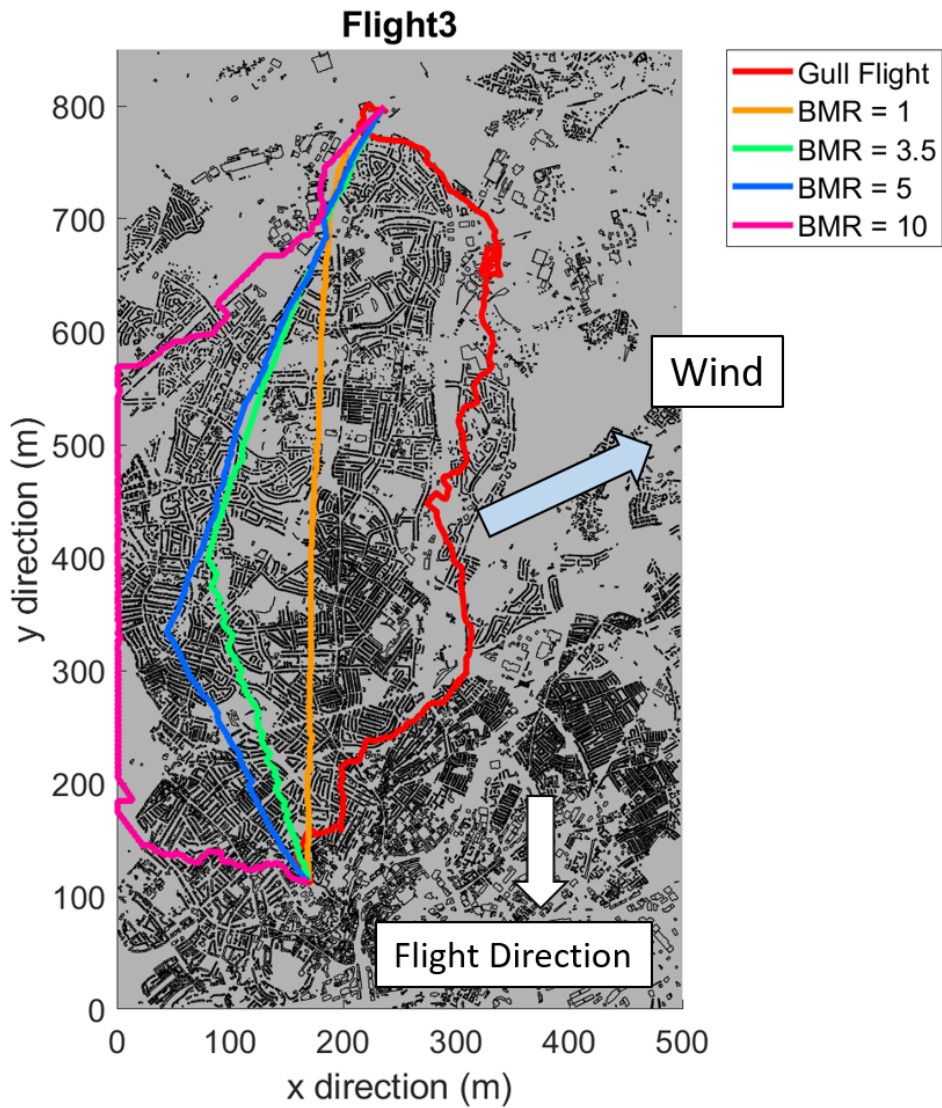 Flight3
Gull Flight
BMR = 1
BMR = 3.5
BMR = 5
BMR = 10
800
700
600
500
400
300
200
100
0
y direction (m)
Wind
Flight Direction
0
100
200
300
400
500
x direction (m)